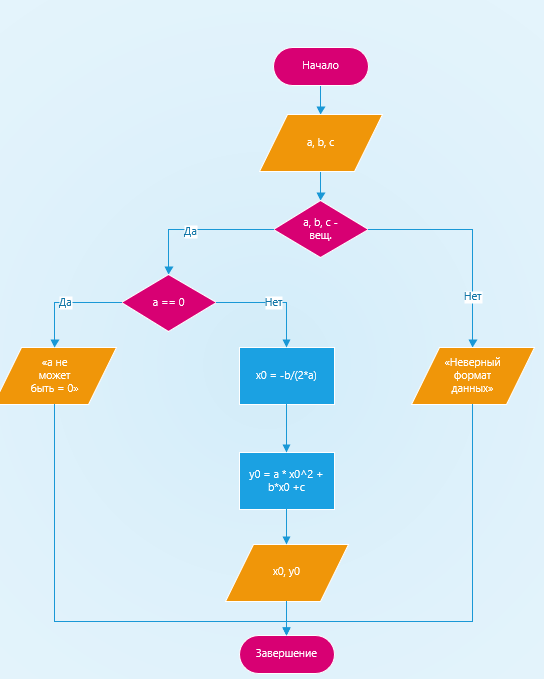 Начало
a, b, c
a, b, c -
вещ.
Да
Нет
a == 0
Да
Нет
«a не
может
быть = 0»
x0 = -b/(2*a)
«Неверный
формат
данных»
y0 = a * x0^2 +
b*x0 +c
x0, y0
Завершение